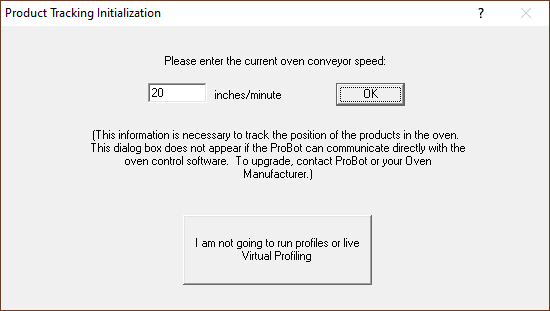 Product Tracking Initialization
?
Please enter the current oven conveyor speed:
20 inches/minute OK
(This information is necessary to track the position of the products in the oven.
This dialog box does not appear if the ProBot can communicate directly with the
oven control software. To upgrade, contact ProBot or your Oven
Manufacturer.)
I am not going to run profiles or live
Virtual Profiling